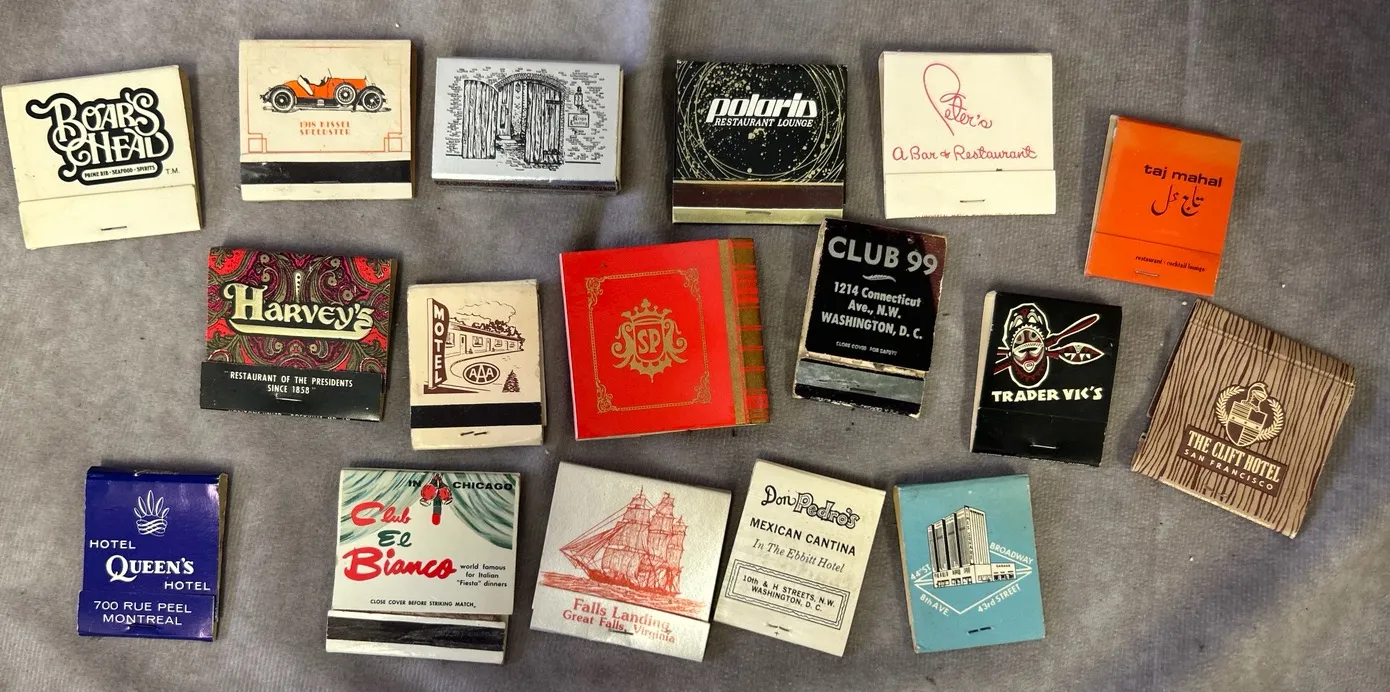 BOAR'S
HEAD
PRIME RIB • SEAFOOD • SPIRITS
T.M.
1918 KISSEL
SPEEDSTER
polaris
RESTAURANT LOUNGE
Peter's
A Bar & Restaurant
taj mahal
تاج محل
restaurant • cocktail lounge
HARVEY'S
"RESTAURANT OF THE PRESIDENTS
SINCE 1858"
MOTEL
AAA
SP
CLUB 99
1214 Connecticut
Ave., N.W.
WASHINGTON, D. C.
CLOSE COVER FOR SAFETY
TRADER VIC'S
THE CLIFT HOTEL
SAN FRANCISCO
HOTEL
QUEEN'S
HOTEL
700 RUE PEEL
MONTREAL
IN CHICAGO
Club
El
Bianco
world famous
for Italian
"Fiesta" dinners
CLOSE COVER BEFORE STRIKING MATCH
Falls Landing
Great Falls, Virginia
Don Pedro's
MEXICAN CANTINA
In The Ebbitt Hotel
10th & H. STREETS, N.W.
WASHINGTON, D. C.
44th ST.
BROADWAY
8th AVE.
43rd STREET